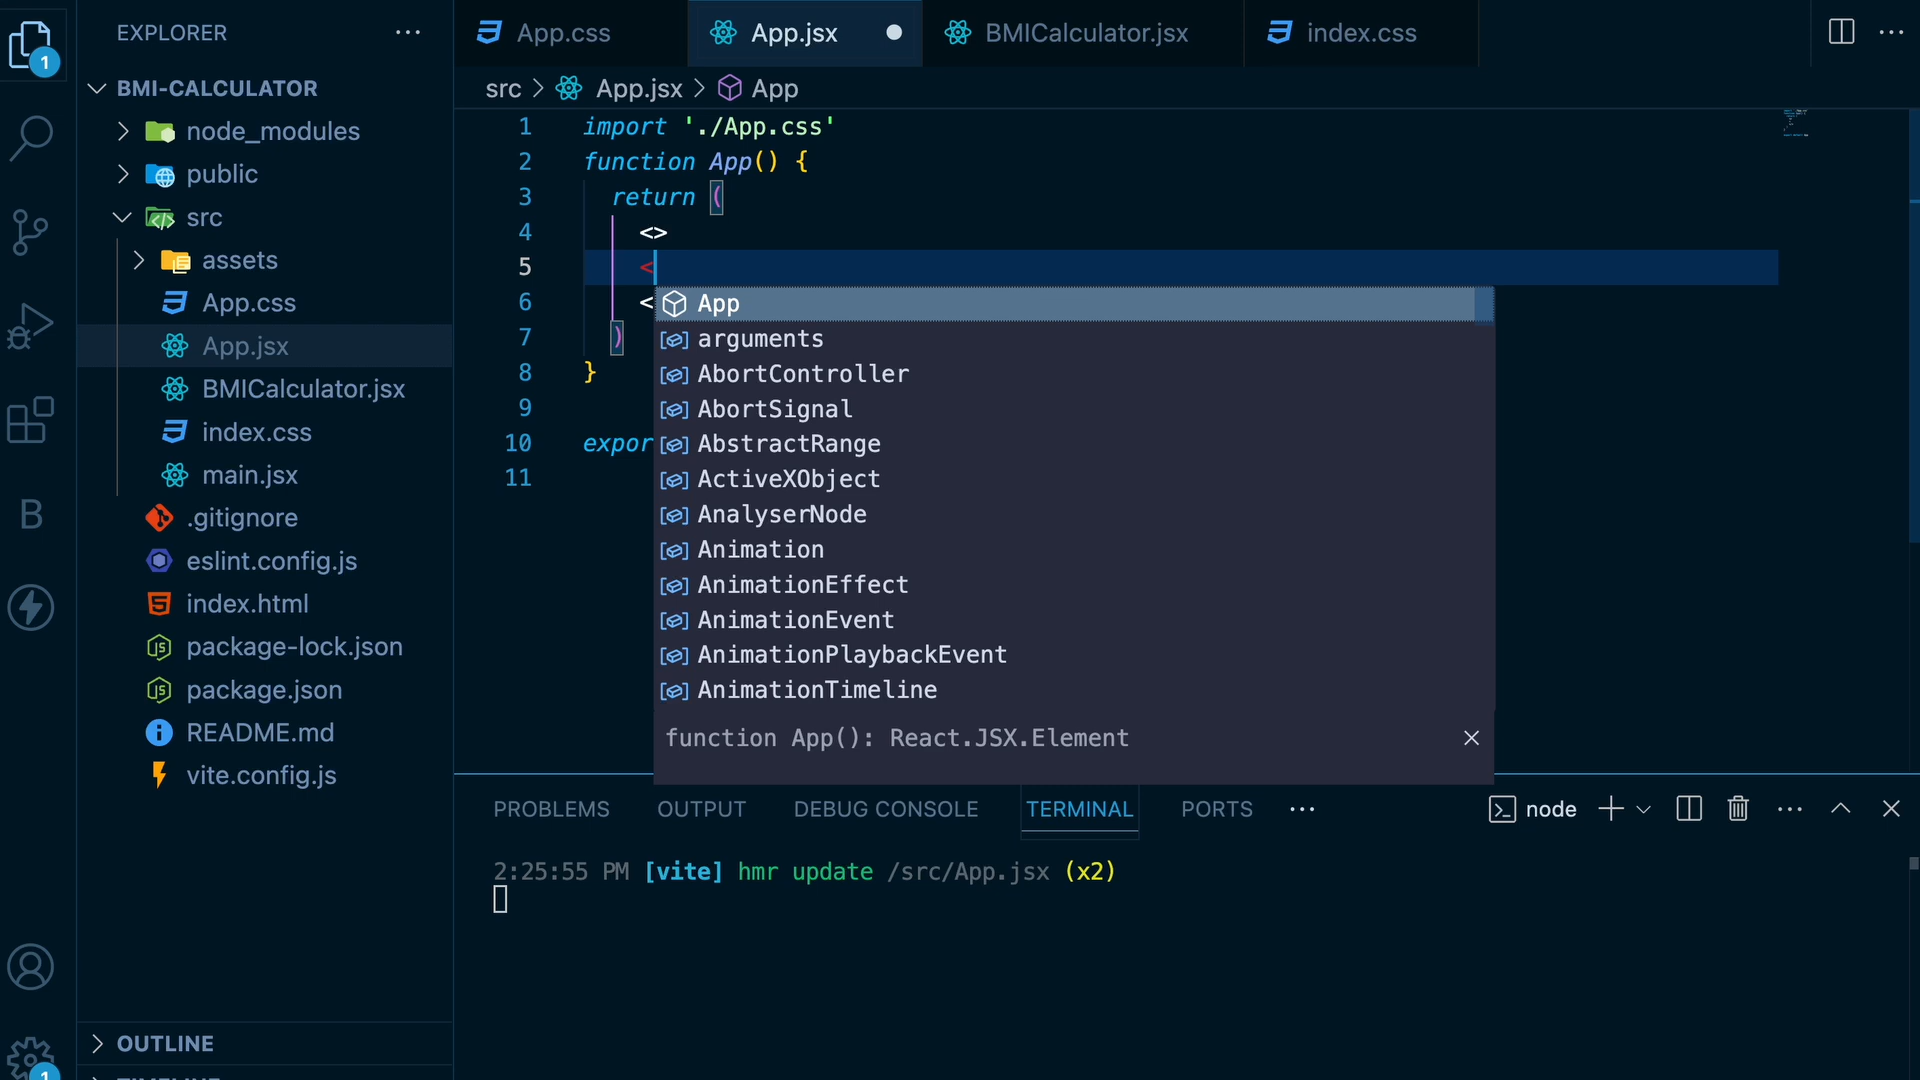 EXPLORER
BMI-CALCULATOR
node_modules
public
src
assets
App.css
App.jsx
BMICalculator.jsx
index.css
main.jsx
.gitignore
eslint.config.js
index.html
package-lock.json
package.json
README.md
vite.config.js
OUTLINE
TIMELINE
1
B
1
App.css
App.jsx
BMICalculator.jsx
index.css
src > App.jsx > App
1 import './App.css'
2 function App() {
3 return (
4 <>
5 <
6 <
7 )
8 }
9
10 expor
11
App
arguments
AbortController
AbortSignal
AbstractRange
ActiveXObject
AnalyserNode
Animation
AnimationEffect
AnimationEvent
AnimationPlaybackEvent
AnimationTimeline
function App(): React.JSX.Element
PROBLEMS OUTPUT DEBUG CONSOLE TERMINAL PORTS
node
2:25:55 PM [vite] hmr update /src/App.jsx (x2)